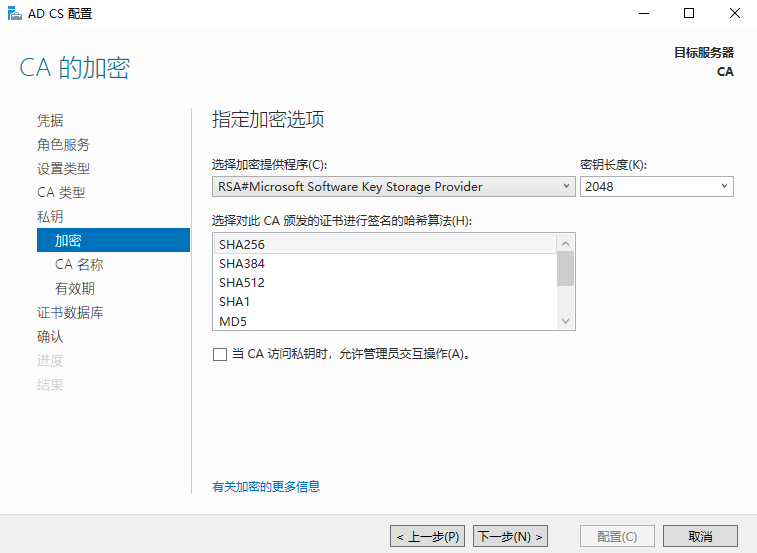 AD CS 配置
CA 的加密
目标服务器
CA
凭据
角色服务
设置类型
CA 类型
私钥
加密
CA 名称
有效期
证书数据库
确认
进度
结果
指定加密选项
选择加密提供程序(C):
密钥长度(K):
RSA#Microsoft Software Key Storage Provider
2048
选择对此 CA 颁发的证书进行签名的哈希算法(H):
SHA256
SHA384
SHA512
SHA1
MD5
当 CA 访问私钥时，允许管理员交互操作(A)。
有关加密的更多信息
< 上一步(P)
下一步(N) >
配置(C)
取消